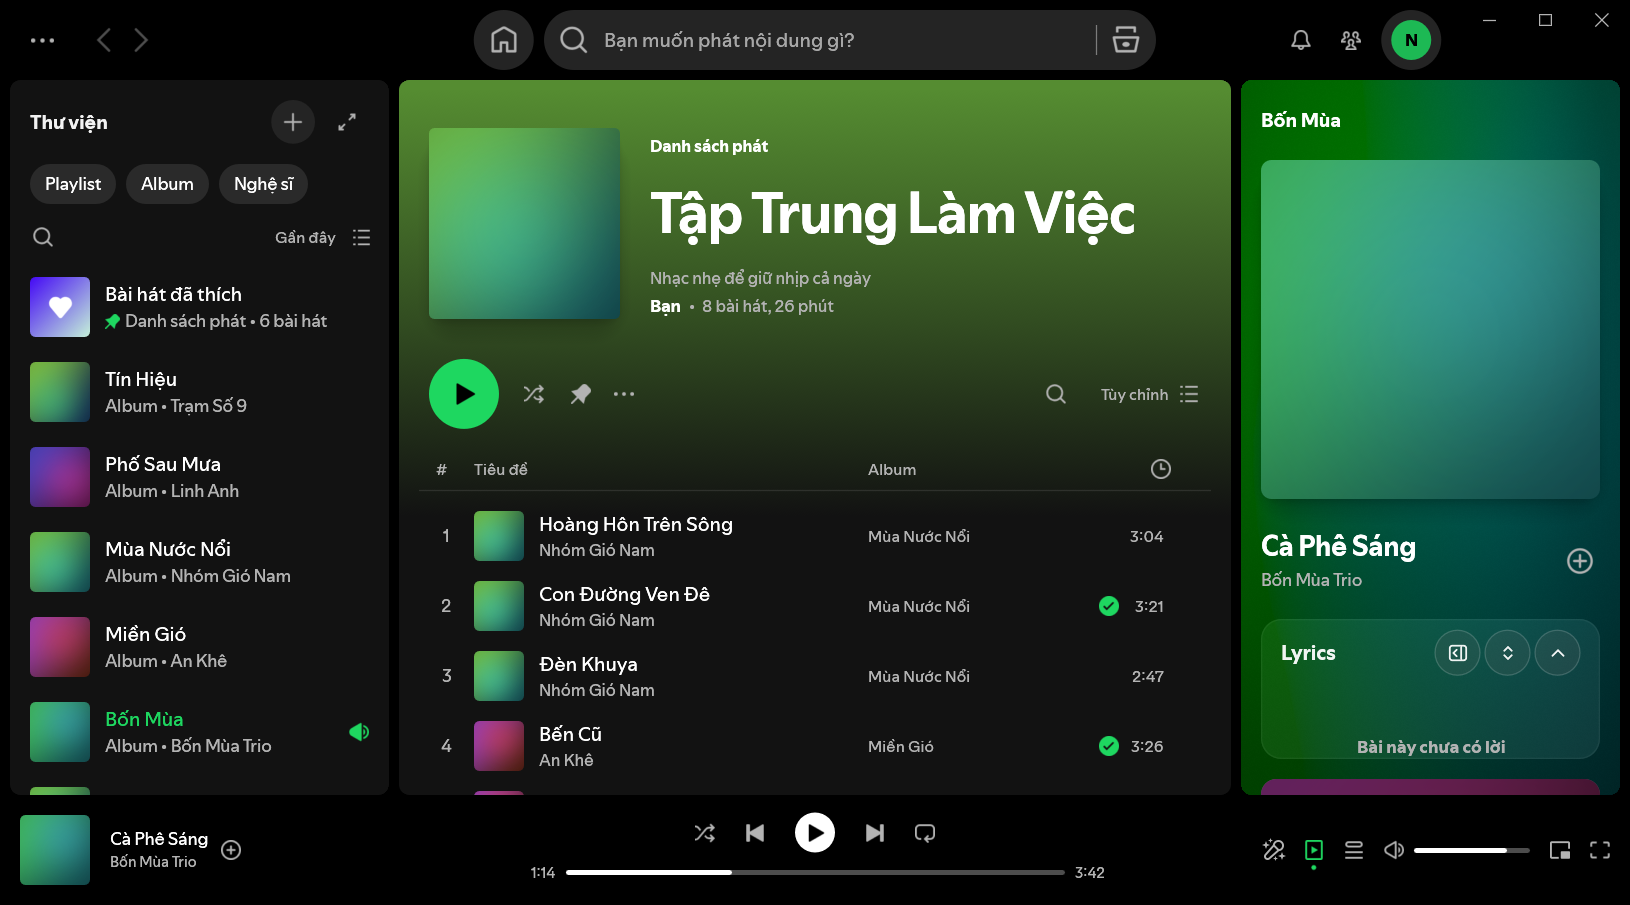 Bạn muốn phát nội dung gì?
N
Thư viện
Playlist
Album
Nghệ sĩ
Gần đây
Bài hát đã thích
Danh sách phát • 6 bài hát
Tín Hiệu
Album • Trạm Số 9
Phố Sau Mưa
Album • Linh Anh
Mùa Nước Nổi
Album • Nhóm Gió Nam
Miền Gió
Album • An Khê
Bốn Mùa
Album • Bốn Mùa Trio
Danh sách phát
Tập Trung Làm Việc
Nhạc nhẹ để giữ nhịp cả ngày
Bạn • 8 bài hát, 26 phút
Tùy chỉnh
# Tiêu đề Album
1 Hoàng Hôn Trên Sông Mùa Nước Nổi 3:04
Nhóm Gió Nam
2 Con Đường Ven Đê Mùa Nước Nổi 3:21
Nhóm Gió Nam
3 Đèn Khuya Mùa Nước Nổi 2:47
Nhóm Gió Nam
4 Bến Cũ Miền Gió 3:26
An Khê
Bốn Mùa
Cà Phê Sáng
Bốn Mùa Trio
Lyrics
Bài này chưa có lời
Cà Phê Sáng
Bốn Mùa Trio
1:14
3:42